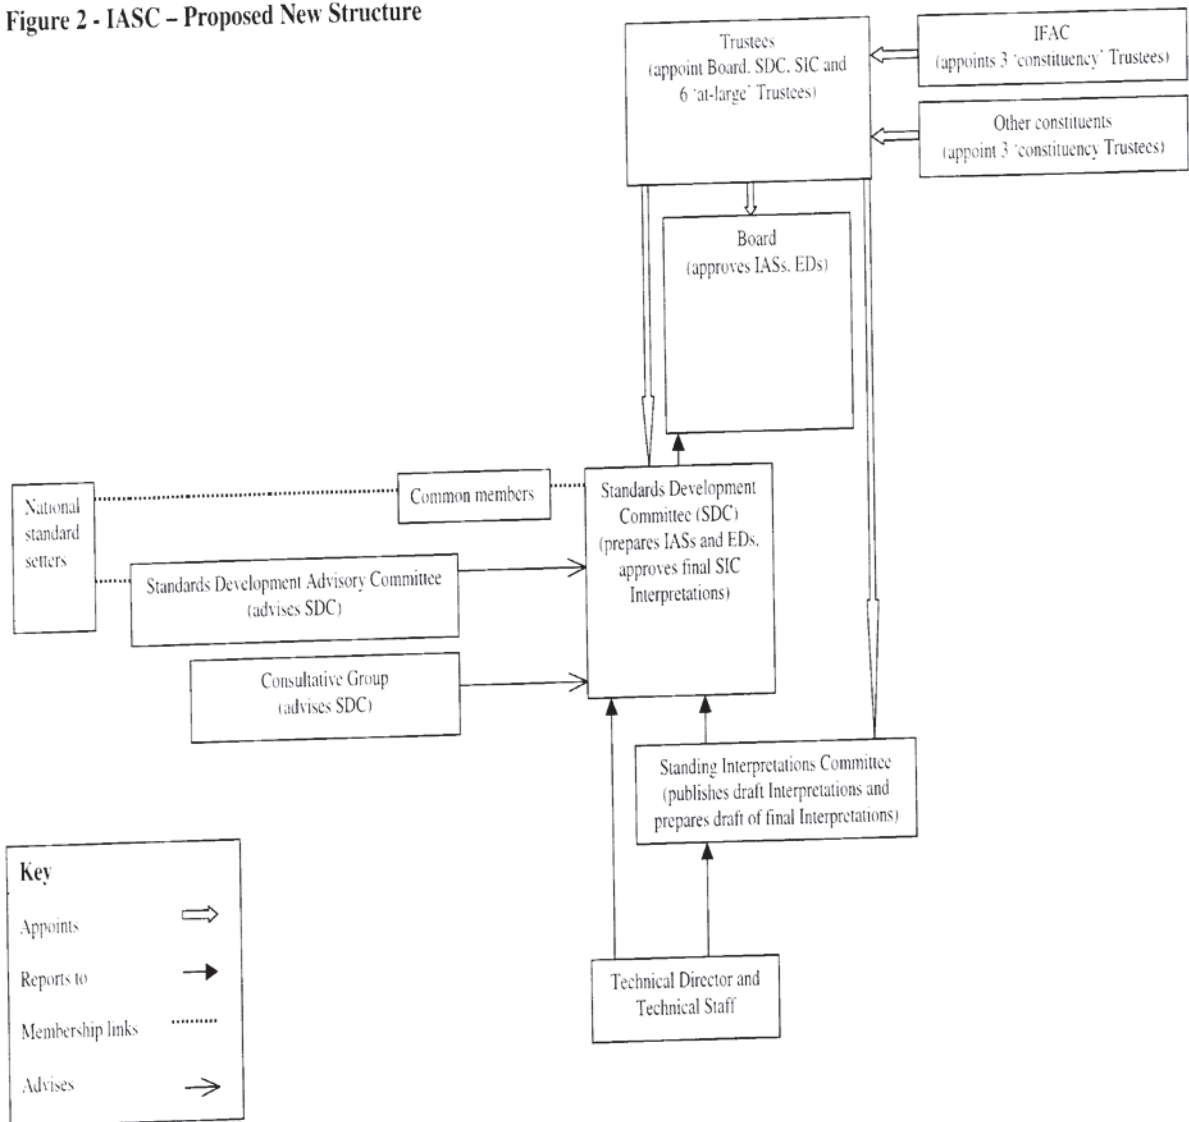 Figure 2 - IASC – Proposed New Structure
Trustees
(appoint Board, SDC, SIC and
6 'at-large' Trustees)
IFAC
(appoints 3 'constituency' Trustees)
Other constituents
(appoint 3 'constituency Trustees)
Board
(approves IASs, EDs)
National
standard
setters
Common members
Standards Development
Committee (SDC)
(prepares IASs and EDs,
approves final SIC
Interpretations)
Standards Development Advisory Committee
(advises SDC)
Consultative Group
(advises SDC)
Standing Interpretations Committee
(publishes draft Interpretations and
prepares draft of final Interpretations)
Technical Director and
Technical Staff
Key
Appoints
Reports to
Membership links
Advises